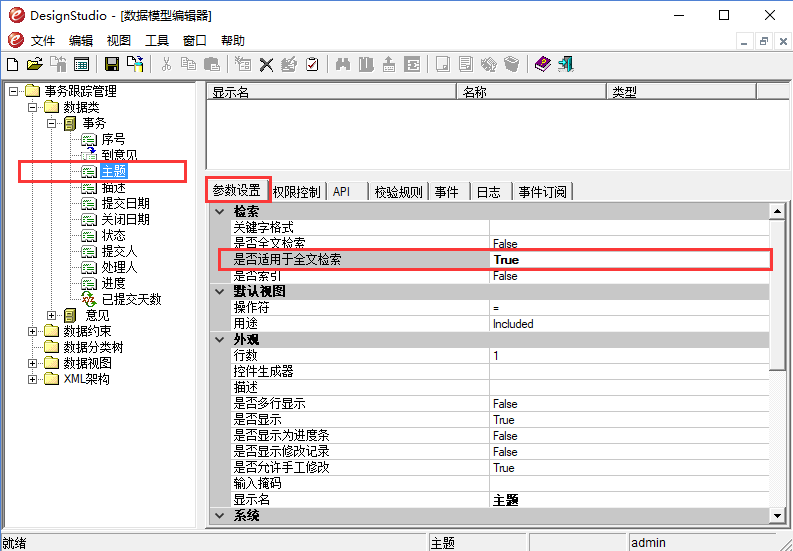 DesignStudio - [数据模型编辑器]
文件 编辑 视图 工具 窗口 帮助
事务跟踪管理
数据类
事务
序号
到意见
主题
描述
提交日期
关闭日期
状态
提交人
处理人
进度
已提交天数
意见
数据约束
数据分类树
数据视图
XML架构
显示名 名称 类型
参数设置 权限控制 API 校验规则 事件 日志 事件订阅
检索
关键字格式
是否全文检索 False
是否适用于全文检索 True
是否索引 False
默认视图
操作符 =
用途 Included
外观
行数 1
控件生成器
描述
是否多行显示 False
是否显示 True
是否显示为进度条 False
是否显示修改记录 False
是否允许手工修改 True
输入掩码
显示名 主题
系统
就绪 主题 admin